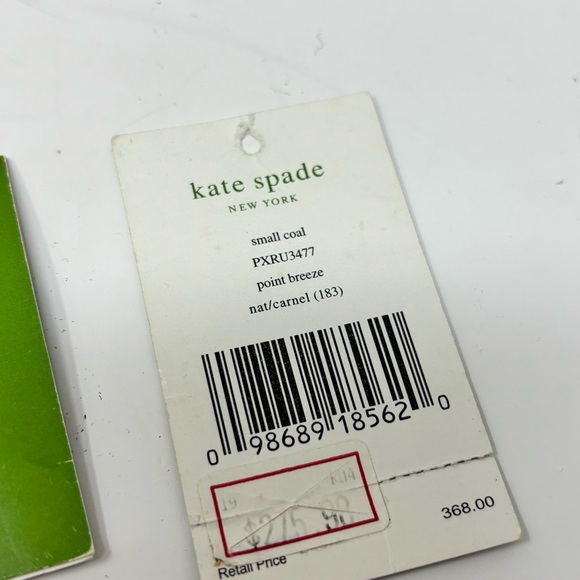 kate spade
NEW YORK
small coal
PXRU3477
point breeze
nat/carnel (183)
0 98689 18562 0
19
368.00
Retail Price